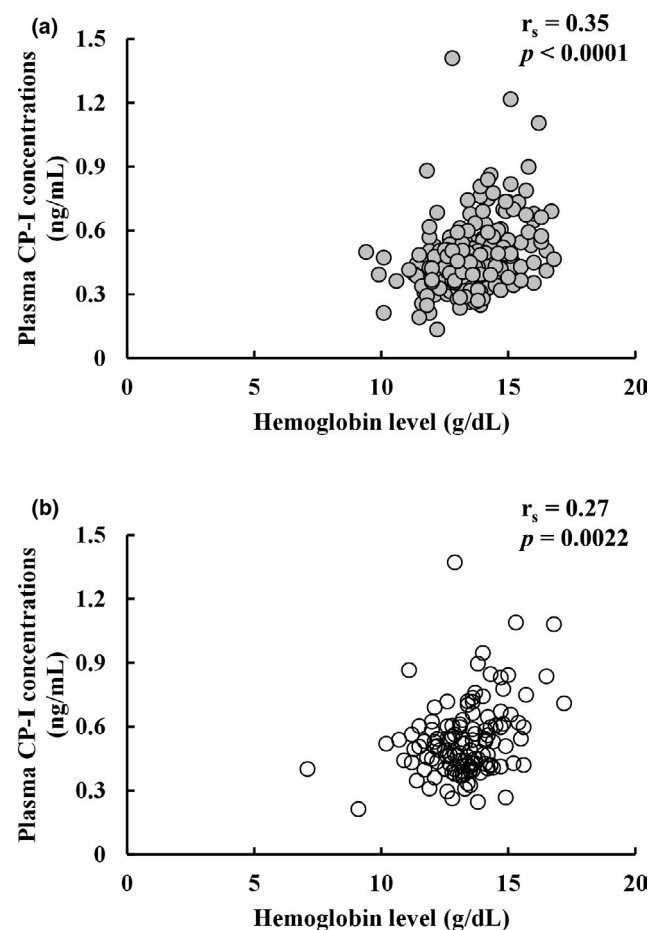 (a)
r_s = 0.35
p < 0.0001
1.5
1.2
0.9
0.6
0.3
0
Plasma CP-I concentrations
(ng/mL)
0 5 10 15 20
Hemoglobin level (g/dL)
(b)
r_s = 0.27
p = 0.0022
1.5
1.2
0.9
0.6
0.3
0
Plasma CP-I concentrations
(ng/mL)
0 5 10 15 20
Hemoglobin level (g/dL)